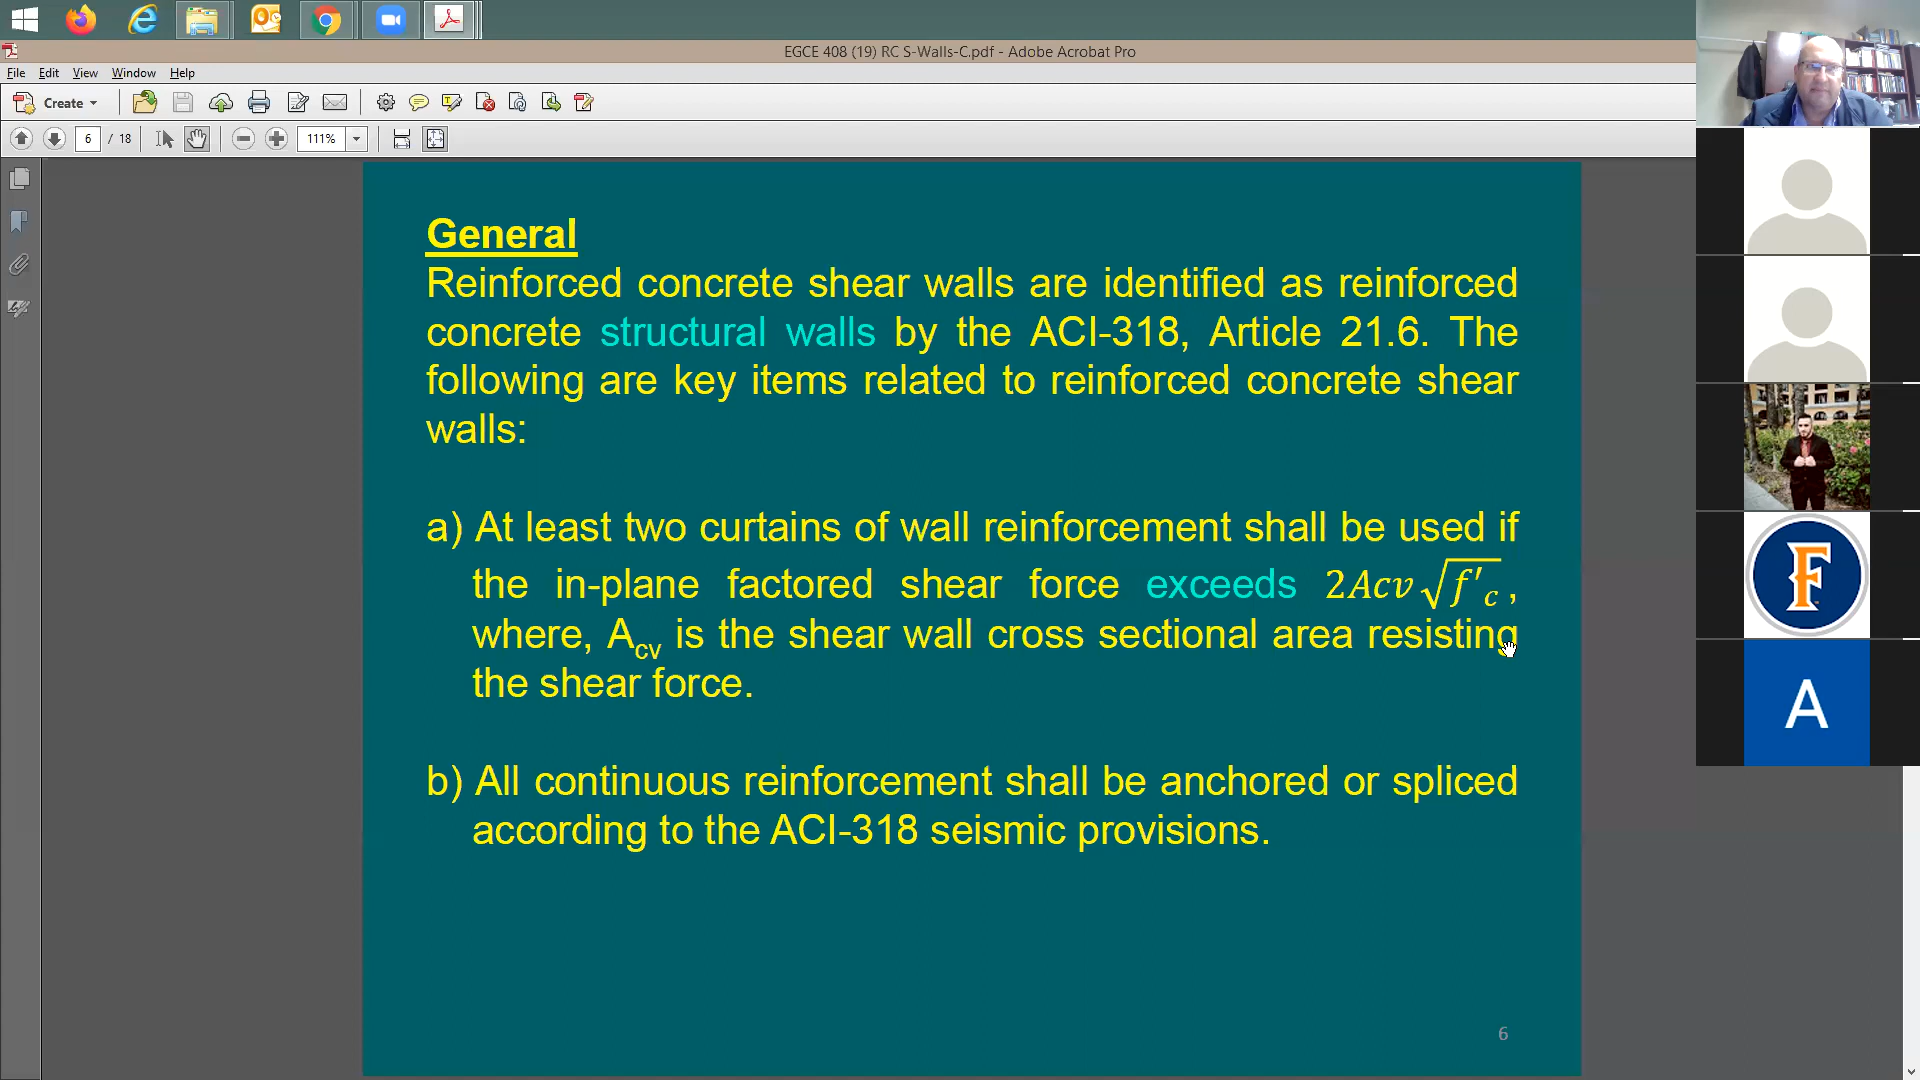 EGCE 408 (19) RC S-Walls-C.pdf - Adobe Acrobat Pro
File Edit View Window Help
Create
6 / 18 111%
General
Reinforced concrete shear walls are identified as reinforced
concrete structural walls by the ACI-318, Article 21.6. The
following are key items related to reinforced concrete shear
walls:
a) At least two curtains of wall reinforcement shall be used if
the in-plane factored shear force exceeds 2Acv√f′c,
where, Acv is the shear wall cross sectional area resisting
the shear force.
b) All continuous reinforcement shall be anchored or spliced
according to the ACI-318 seismic provisions.
6
F
A